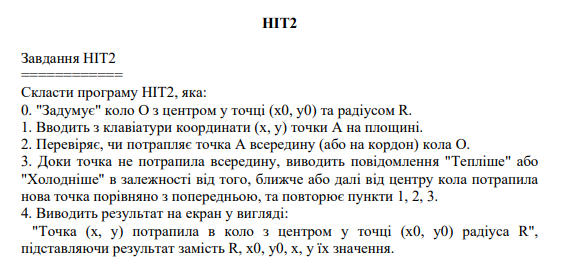 HIT2
Завдання HIT2
============
Скласти програму HIT2, яка:
0. "Задумує" коло O з центром у точці (x0, y0) та радіусом R.
1. Вводить з клавіатури координати (x, y) точки A на площині.
2. Перевіряє, чи потрапляє точка A всередину (або на кордон) кола O.
3. Доки точка не потрапила всередину, виводить повідомлення "Тепліше" або
"Холодніше" в залежності від того, ближче або далі від центру кола потрапила
нова точка порівняно з попередньою, та повторює пункти 1, 2, 3.
4. Виводить результат на екран у вигляді:
"Точка (x, y) потрапила в коло з центром у точці (x0, y0) радіуса R",
підставляючи результат замість R, x0, y0, x, y їх значення.